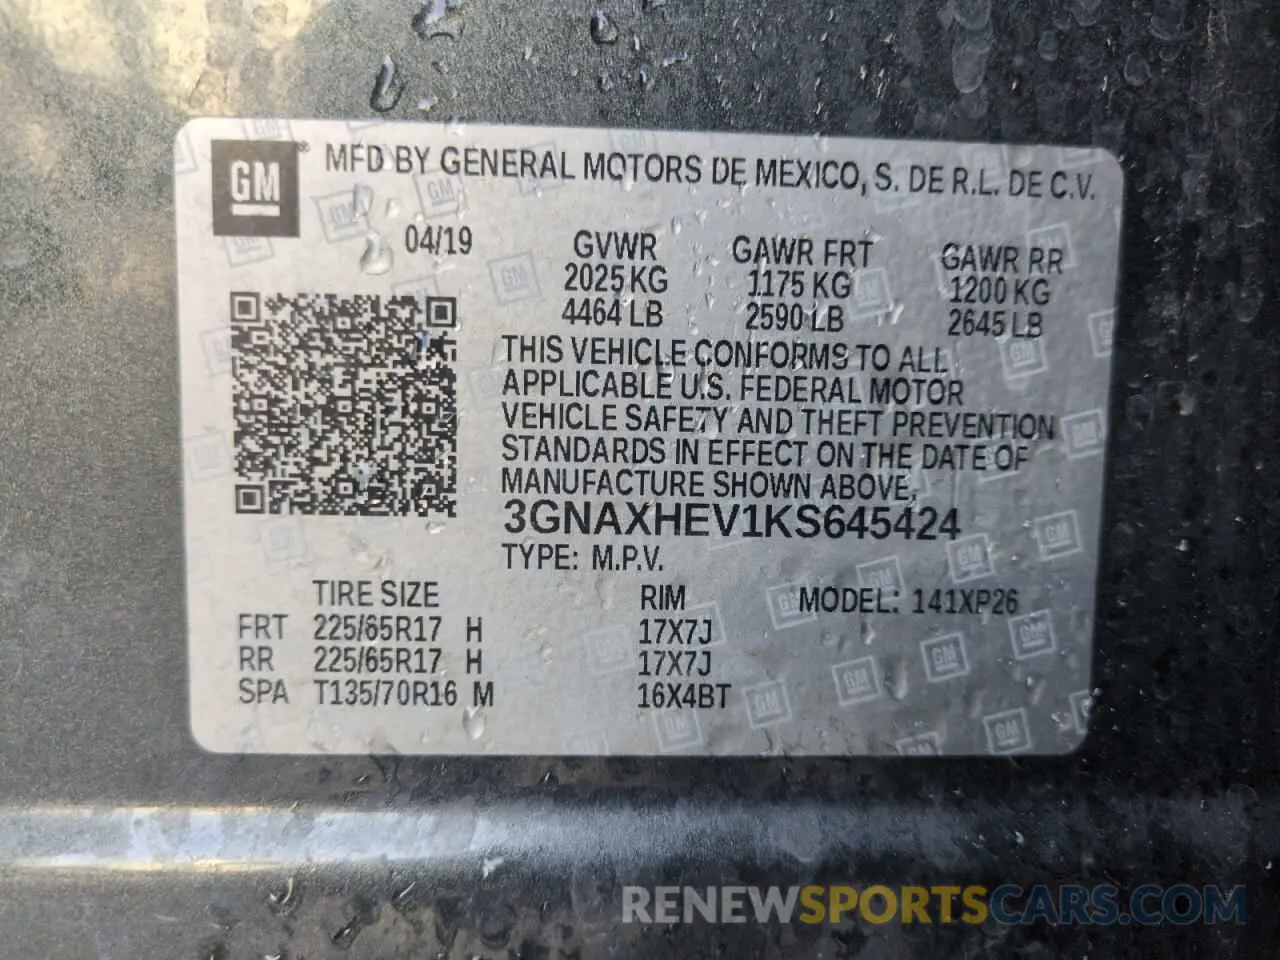 GM ® MFD BY GENERAL MOTORS DE MEXICO, S. DE R.L. DE C.V.
04/19
GVWR GAWR FRT GAWR RR
2025 KG 1175 KG 1200 KG
4464 LB 2590 LB 2645 LB
THIS VEHICLE CONFORMS TO ALL
APPLICABLE U.S. FEDERAL MOTOR
VEHICLE SAFETY AND THEFT PREVENTION
STANDARDS IN EFFECT ON THE DATE OF
MANUFACTURE SHOWN ABOVE,
3GNAXHEV1KS645424
TYPE: M.P.V.
TIRE SIZE RIM MODEL: 141XP26
FRT 225/65R17 H 17X7J
RR 225/65R17 H 17X7J
SPA T135/70R16 M 16X4BT
RENEWSPORTSCARS.COM